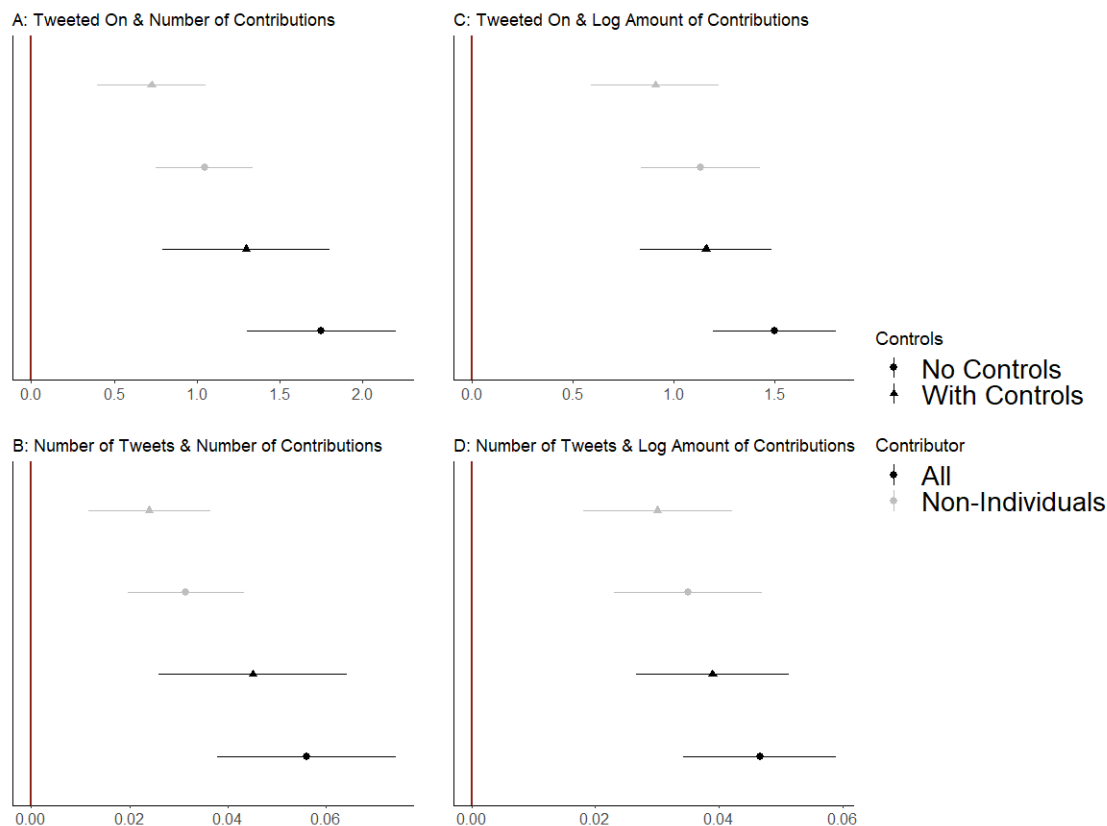 A: Tweeted On & Number of Contributions
0.0 0.5 1.0 1.5 2.0
C: Tweeted On & Log Amount of Contributions
0.0 0.5 1.0 1.5
B: Number of Tweets & Number of Contributions
0.00 0.02 0.04 0.06
D: Number of Tweets & Log Amount of Contributions
0.00 0.02 0.04 0.06
Controls
No Controls
With Controls
Contributor
All
Non-Individuals